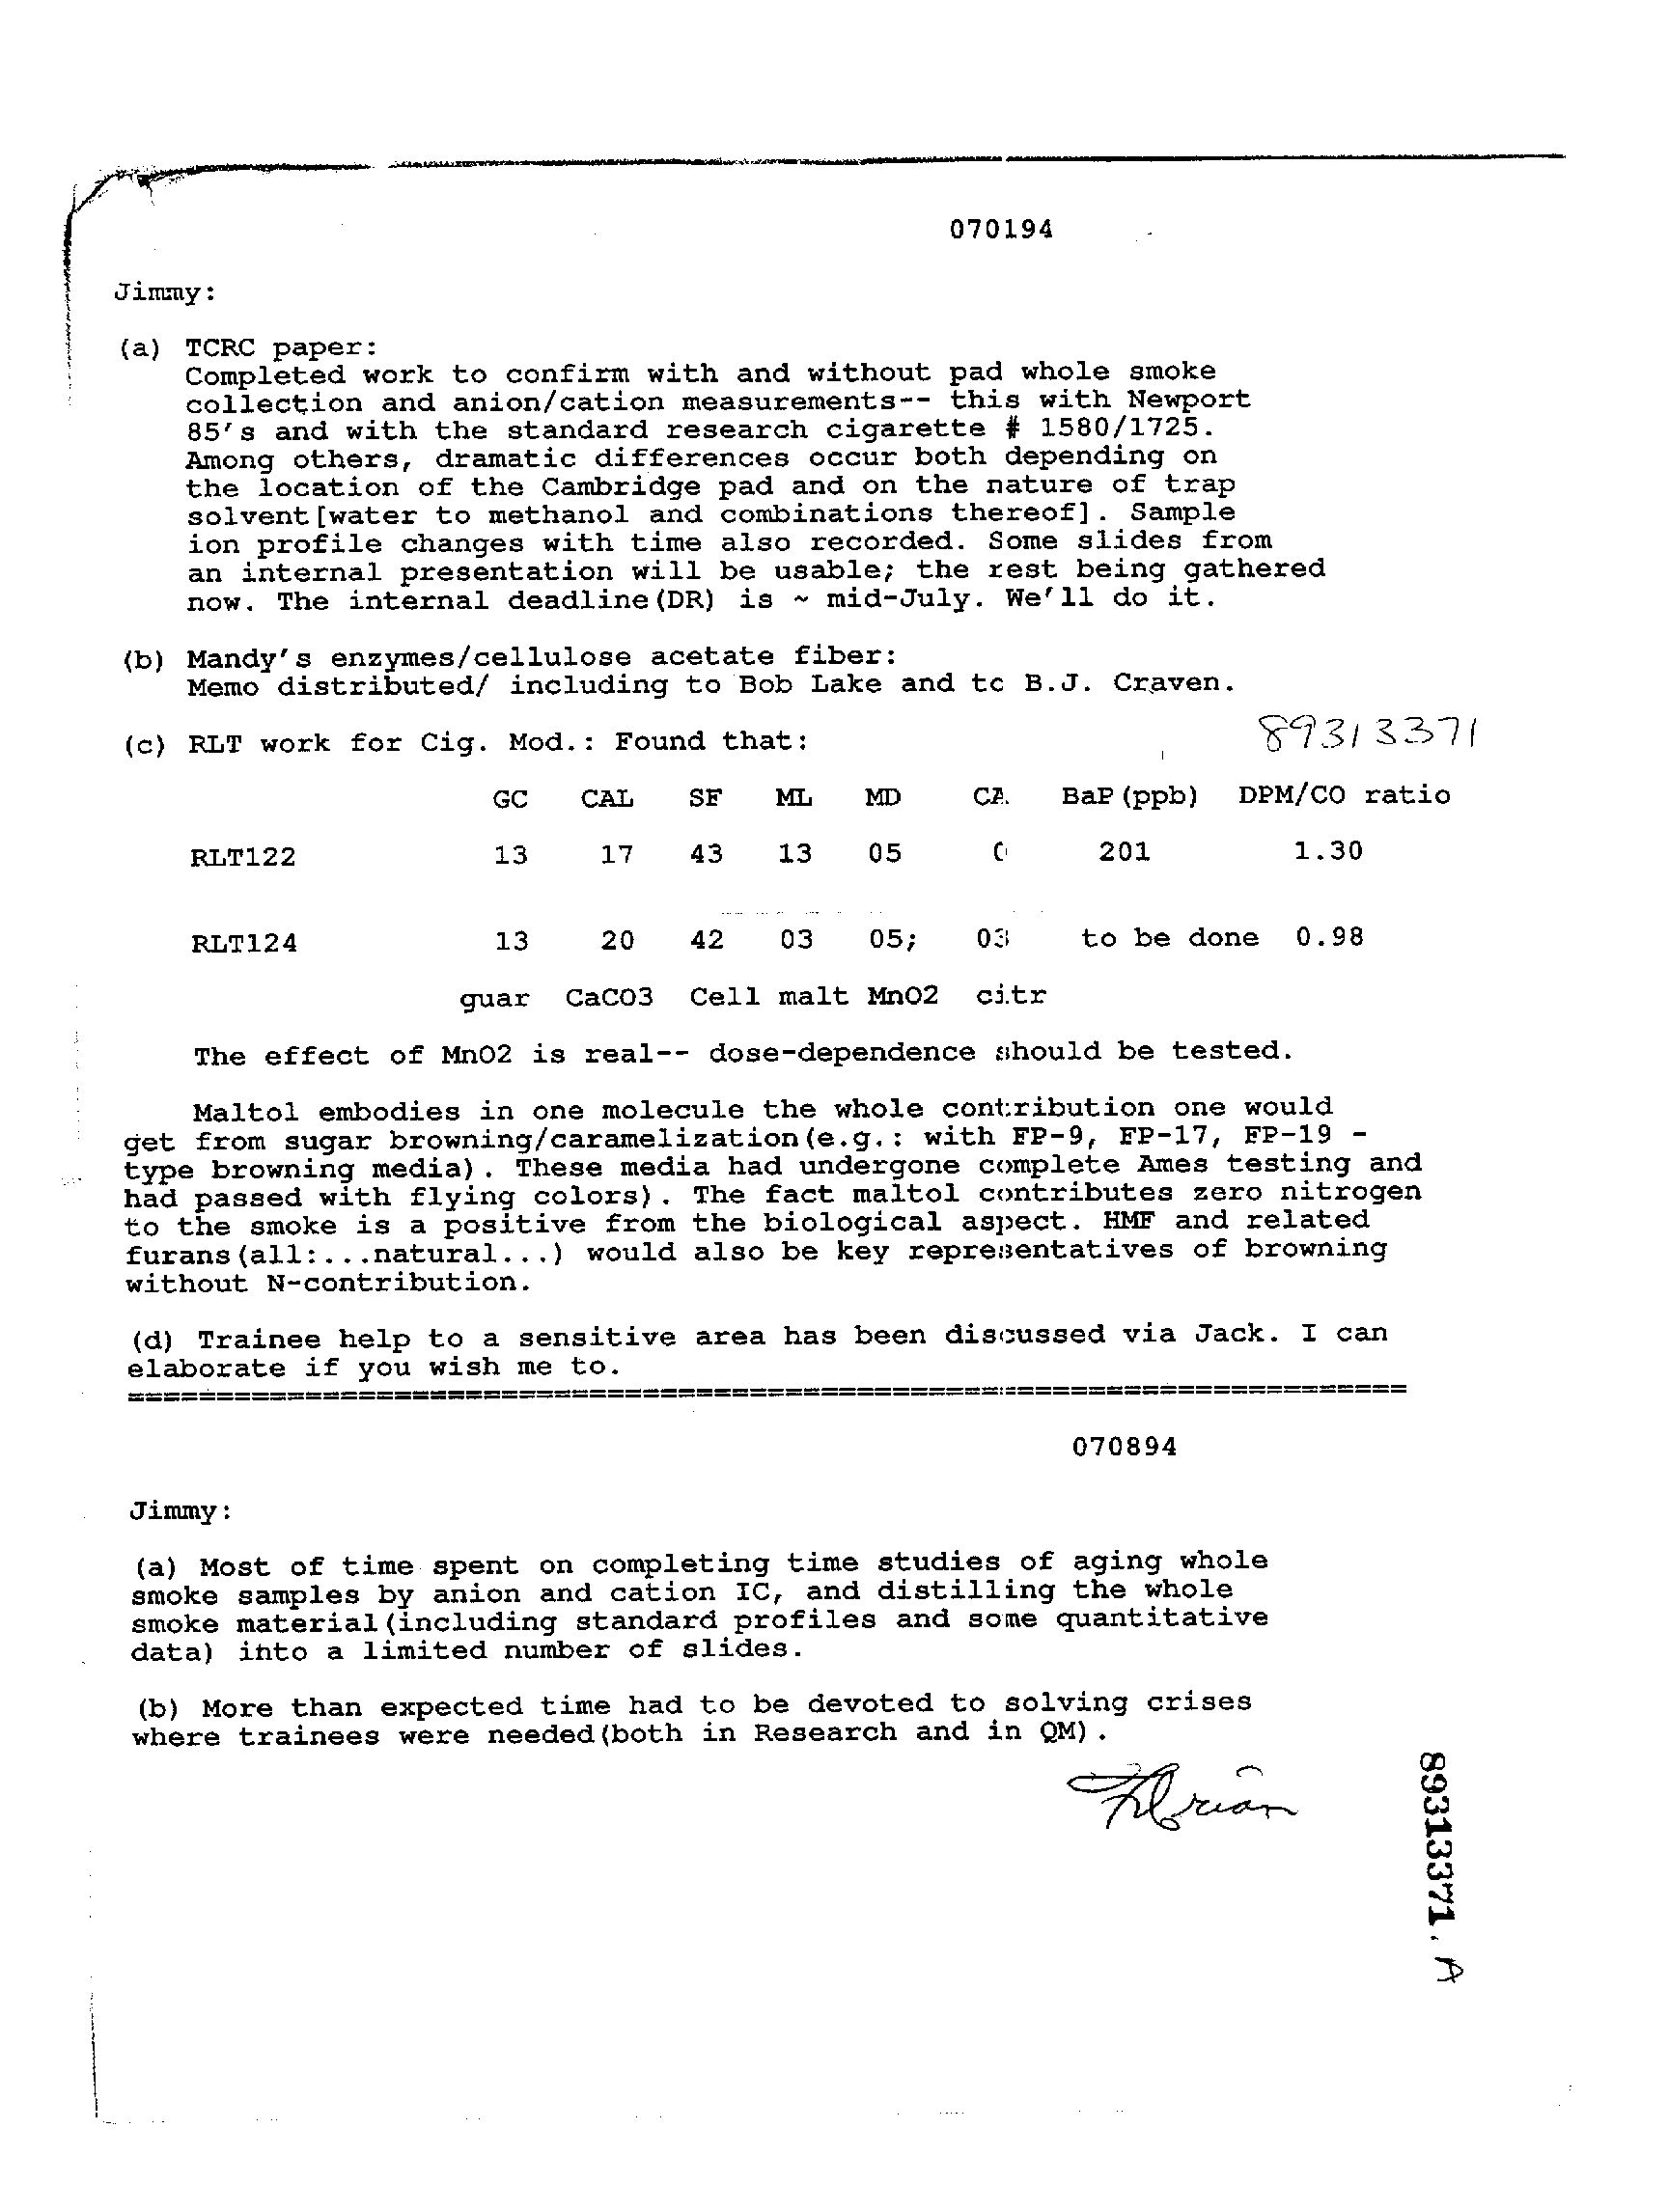 070194
Jimmy:
(a) TCRC paper:
Completed work to confirm with and without pad whole smoke
collection and anion/cation measurements-- this with Newport
85's and with the standard research cigarette # 1580/1725.
Among others, dramatic differences occur both depending on
the location of the Cambridge pad and on the nature of trap
solvent[water to methanol and combinations thereof]. Sample
ion profile changes with time also recorded. Some slides from
an internal presentation will be usable; the rest being gathered
now. The internal deadline(DR) is ~ mid-July. We'll do it.
(b) Mandy's enzymes/cellulose acetate fiber:
Memo distributed/ including to Bob Lake and to B.J. Craven.
(c) RLT work for Cig. Mod.: Found that:
89313371
GC CAL SF ML MD CA BaP(ppb) DPM/CO ratio
RLT122 13 17 43 13 05 0 201 1.30
RLT124 13 20 42 03 05; 03 to be done 0.98
guar CaCO3 Cell malt MnO2 citr
The effect of MnO2 is real-- dose-dependence should be tested.
Maltol embodies in one molecule the whole contribution one would
get from sugar browning/caramelization(e.g.: with FP-9, FP-17, FP-19 -
type browning media). These media had undergone complete Ames testing and
had passed with flying colors). The fact maltol contributes zero nitrogen
to the smoke is a positive from the biological aspect. HMF and related
furans(all:...natural...) would also be key representatives of browning
without N-contribution.
(d) Trainee help to a sensitive area has been discussed via Jack. I can
elaborate if you wish me to.
========================================================================
070894
Jimmy:
(a) Most of time spent on completing time studies of aging whole
smoke samples by anion and cation IC, and distilling the whole
smoke material(including standard profiles and some quantitative
data) into a limited number of slides.
(b) More than expected time had to be devoted to solving crises
where trainees were needed(both in Research and in QM).
89313371.A